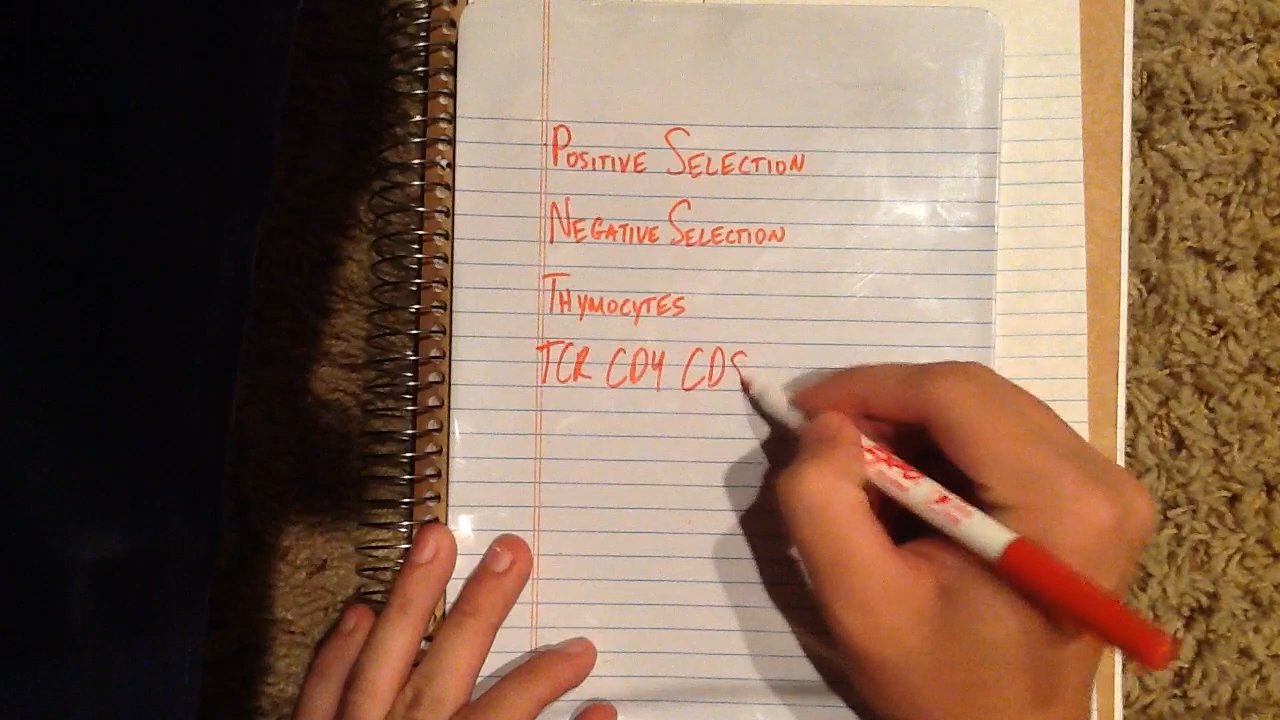 Positive Selection
Negative Selection
Thymocytes
TCR CD4